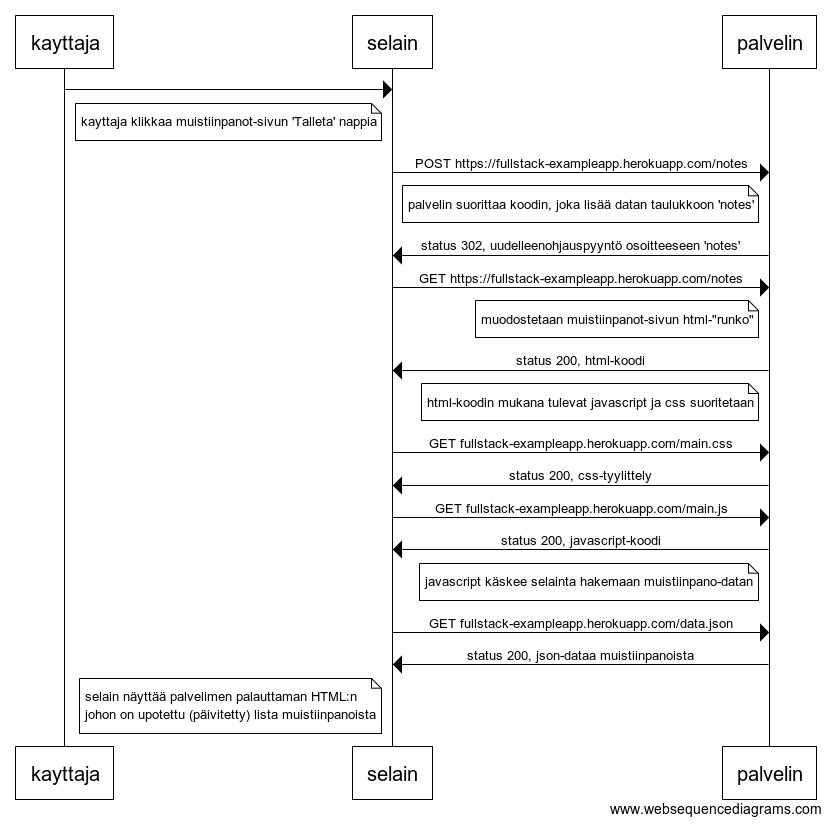 kayttaja
selain
palvelin
kayttaja klikkaa muistiinpanot-sivun 'Talleta' nappia
POST https://fullstack-exampleapp.herokuapp.com/notes
palvelin suorittaa koodin, joka lisää datan taulukkoon 'notes'
status 302, uudelleenohjauspyyntö osoitteeseen 'notes'
GET https://fullstack-exampleapp.herokuapp.com/notes
muodostetaan muistiinpanot-sivun html-"runko"
status 200, html-koodi
html-koodin mukana tulevat javascript ja css suoritetaan
GET fullstack-exampleapp.herokuapp.com/main.css
status 200, css-tyylittely
GET fullstack-exampleapp.herokuapp.com/main.js
status 200, javascript-koodi
javascript käskee selainta hakemaan muistiinpano-datan
GET fullstack-exampleapp.herokuapp.com/data.json
status 200, json-dataa muistiinpanoista
selain näyttää palvelimen palauttaman HTML:n
johon on upotettu (päivitetty) lista muistiinpanoista
kayttaja
selain
palvelin
www.websequencediagrams.com